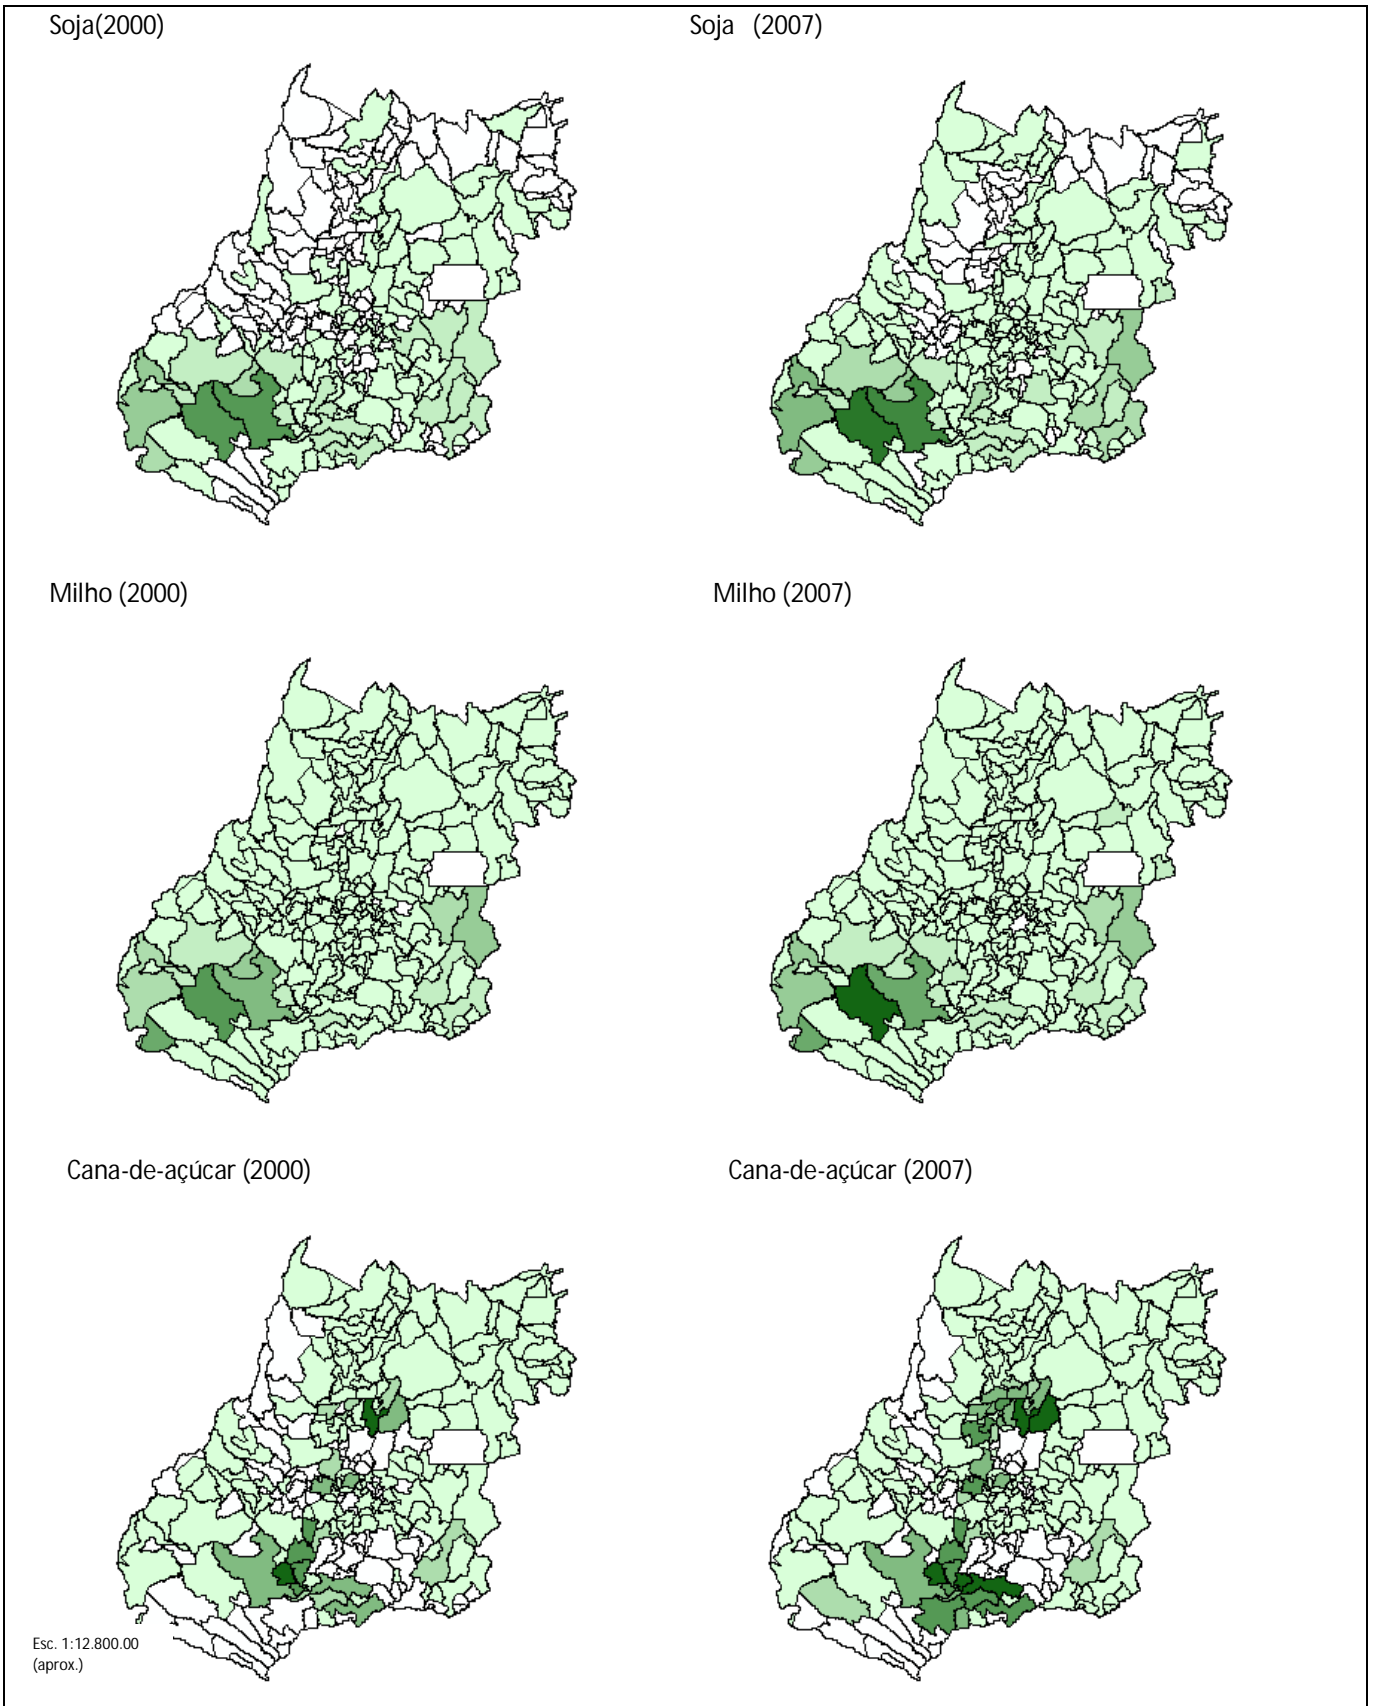 Soja(2000)
Soja (2007)
Milho (2000)
Milho (2007)
Cana-de-açúcar (2000)
Cana-de-açúcar (2007)
Esc. 1:12.800.00
(aprox.)